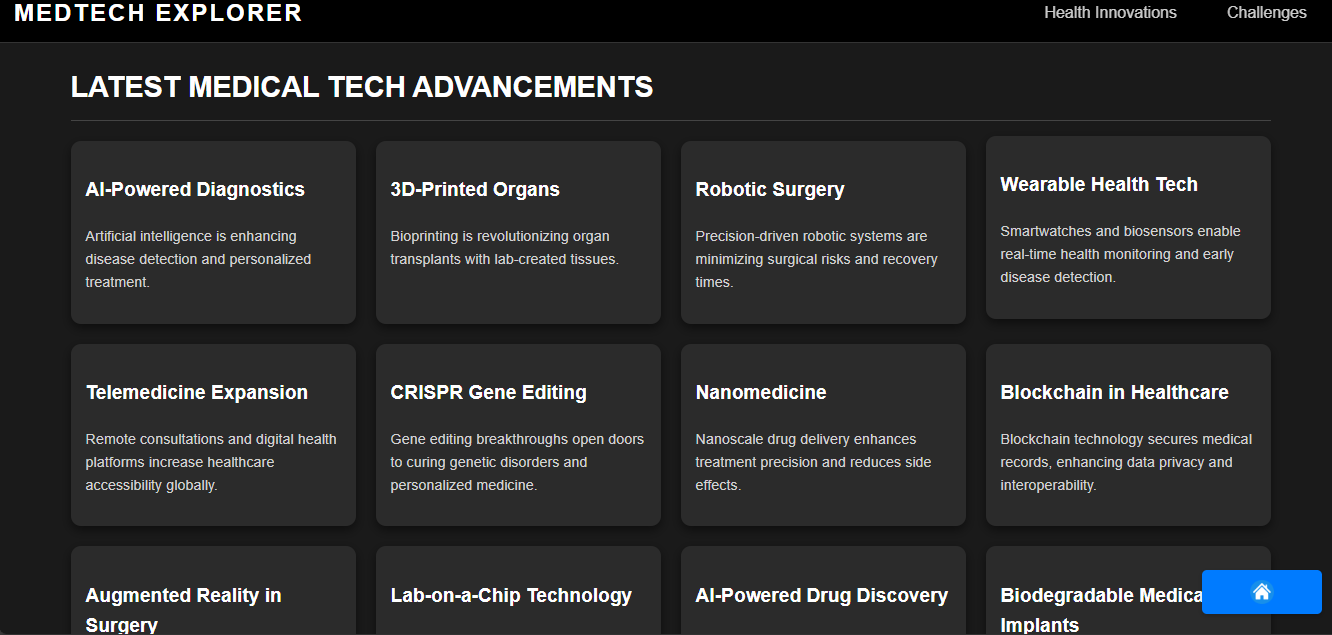 MEDTECH EXPLORER
Health Innovations
Challenges
LATEST MEDICAL TECH ADVANCEMENTS
AI-Powered Diagnostics
Artificial intelligence is enhancing
disease detection and personalized
treatment.
3D-Printed Organs
Bioprinting is revolutionizing organ
transplants with lab-created tissues.
Robotic Surgery
Precision-driven robotic systems are
minimizing surgical risks and recovery
times.
Wearable Health Tech
Smartwatches and biosensors enable
real-time health monitoring and early
disease detection.
Telemedicine Expansion
Remote consultations and digital health
platforms increase healthcare
accessibility globally.
CRISPR Gene Editing
Gene editing breakthroughs open doors
to curing genetic disorders and
personalized medicine.
Nanomedicine
Nanoscale drug delivery enhances
treatment precision and reduces side
effects.
Blockchain in Healthcare
Blockchain technology secures medical
records, enhancing data privacy and
interoperability.
Augmented Reality in
Surgery
Lab-on-a-Chip Technology
AI-Powered Drug Discovery
Biodegradable Medica
Implants